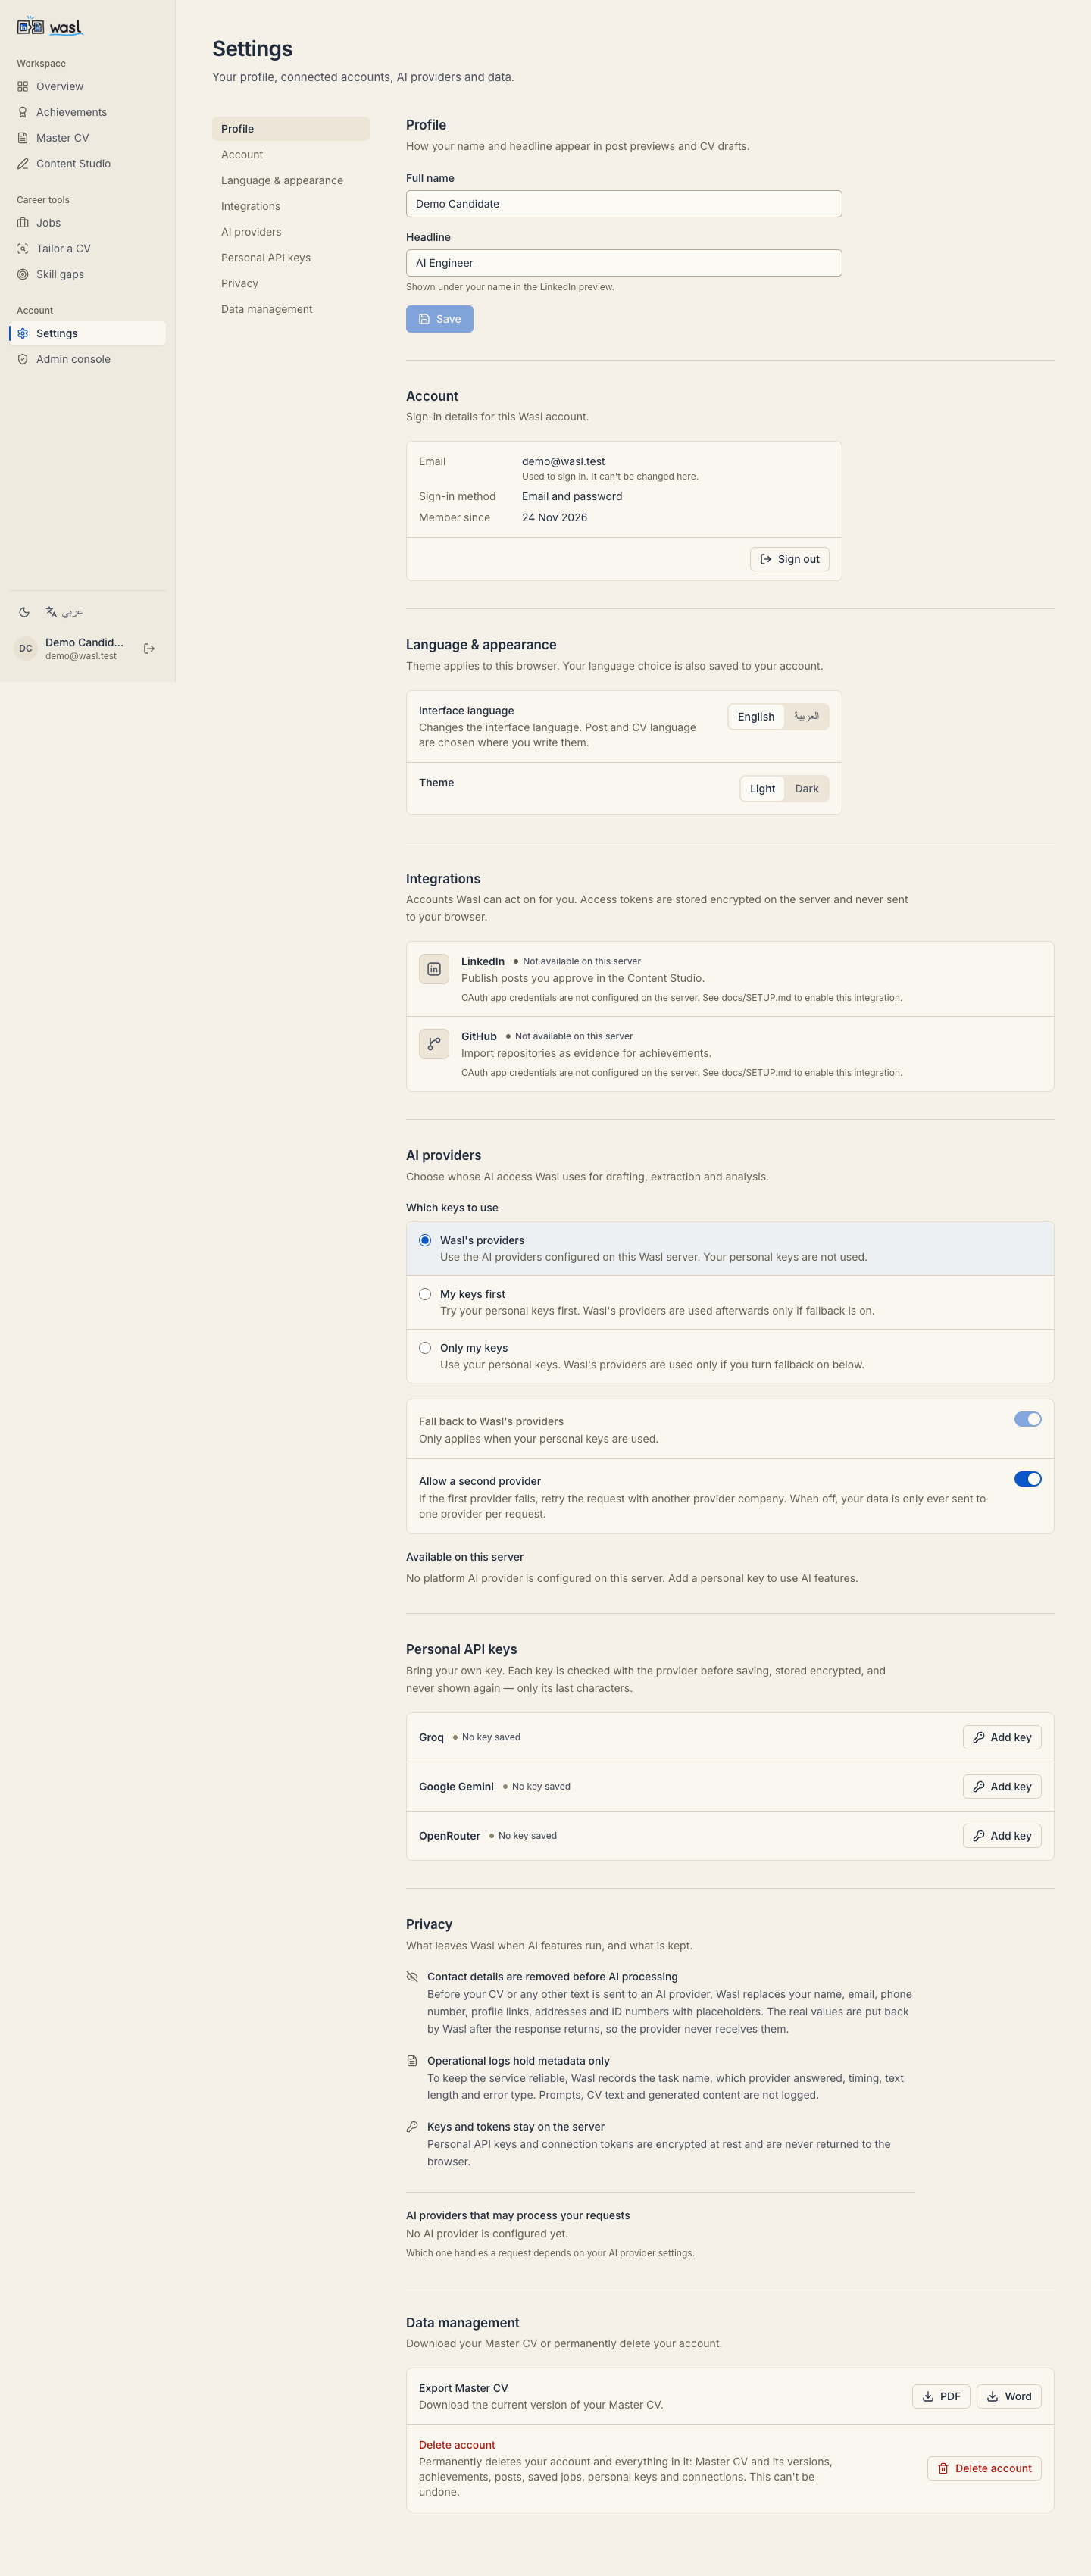 wasl
Workspace
Overview
Achievements
Master CV
Content Studio
Career tools
Jobs
Tailor a CV
Skill gaps
Account
Settings
Admin console
عربي
DC
Demo Candid...
demo@wasl.test
Settings
Your profile, connected accounts, AI providers and data.
Profile
Account
Language & appearance
Integrations
AI providers
Personal API keys
Privacy
Data management
Profile
How your name and headline appear in post previews and CV drafts.
Full name
Demo Candidate
Headline
AI Engineer
Shown under your name in the LinkedIn preview.
Save
Account
Sign-in details for this Wasl account.
Email
demo@wasl.test
Used to sign in. It can't be changed here.
Sign-in method
Email and password
Member since
24 Nov 2026
Sign out
Language & appearance
Theme applies to this browser. Your language choice is also saved to your account.
Interface language
Changes the interface language. Post and CV language
are chosen where you write them.
English
العربية
Theme
Light
Dark
Integrations
Accounts Wasl can act on for you. Access tokens are stored encrypted on the server and never sent
to your browser.
LinkedIn
Not available on this server
Publish posts you approve in the Content Studio.
OAuth app credentials are not configured on the server. See docs/SETUP.md to enable this integration.
GitHub
Not available on this server
Import repositories as evidence for achievements.
OAuth app credentials are not configured on the server. See docs/SETUP.md to enable this integration.
AI providers
Choose whose AI access Wasl uses for drafting, extraction and analysis.
Which keys to use
Wasl's providers
Use the AI providers configured on this Wasl server. Your personal keys are not used.
My keys first
Try your personal keys first. Wasl's providers are used afterwards only if fallback is on.
Only my keys
Use your personal keys. Wasl's providers are used only if you turn fallback on below.
Fall back to Wasl's providers
Only applies when your personal keys are used.
Allow a second provider
If the first provider fails, retry the request with another provider company. When off, your data is only ever sent to
one provider per request.
Available on this server
No platform AI provider is configured on this server. Add a personal key to use AI features.
Personal API keys
Bring your own key. Each key is checked with the provider before saving, stored encrypted, and
never shown again — only its last characters.
Groq
No key saved
Add key
Google Gemini
No key saved
Add key
OpenRouter
No key saved
Add key
Privacy
What leaves Wasl when AI features run, and what is kept.
Contact details are removed before AI processing
Before your CV or any other text is sent to an AI provider, Wasl replaces your name, email, phone
number, profile links, addresses and ID numbers with placeholders. The real values are put back
by Wasl after the response returns, so the provider never receives them.
Operational logs hold metadata only
To keep the service reliable, Wasl records the task name, which provider answered, timing, text
length and error type. Prompts, CV text and generated content are not logged.
Keys and tokens stay on the server
Personal API keys and connection tokens are encrypted at rest and are never returned to the
browser.
AI providers that may process your requests
No AI provider is configured yet.
Which one handles a request depends on your AI provider settings.
Data management
Download your Master CV or permanently delete your account.
Export Master CV
Download the current version of your Master CV.
PDF
Word
Delete account
Permanently deletes your account and everything in it: Master CV and its versions,
achievements, posts, saved jobs, personal keys and connections. This can't be
undone.
Delete account